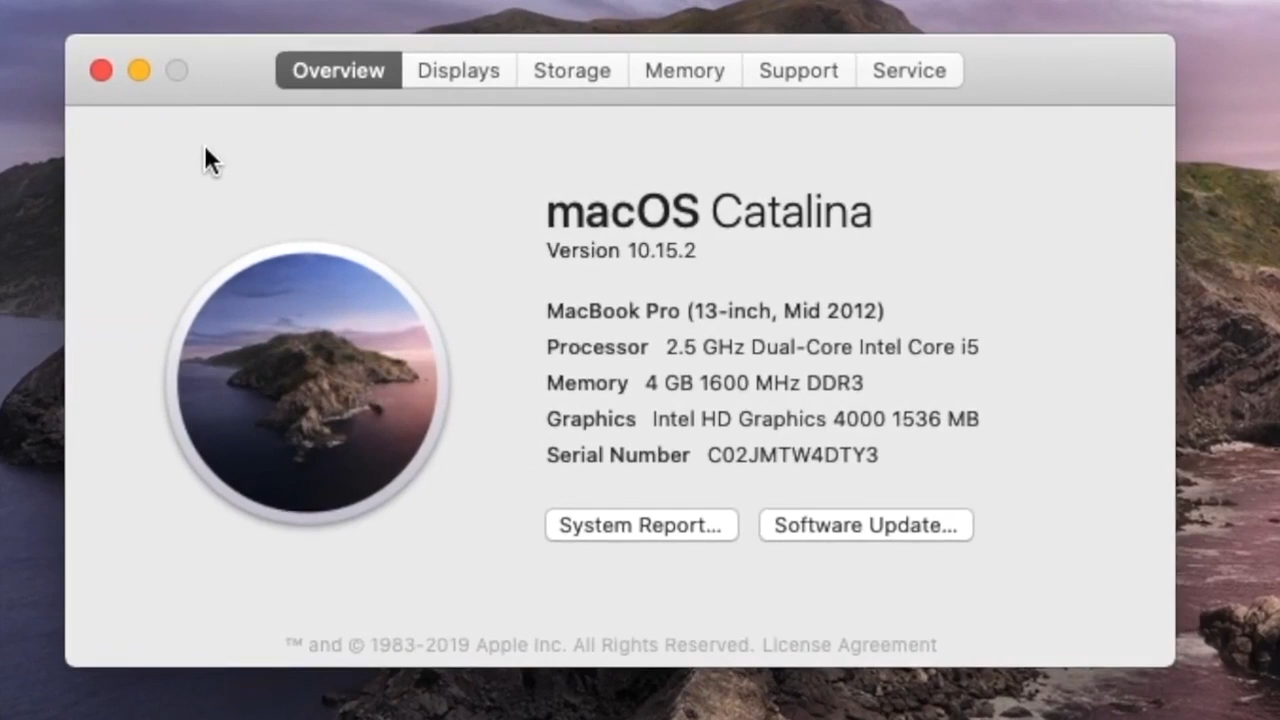 Overview Displays Storage Memory Support Service
macOS Catalina
Version 10.15.2
MacBook Pro (13-inch, Mid 2012)
Processor 2.5 GHz Dual-Core Intel Core i5
Memory 4 GB 1600 MHz DDR3
Graphics Intel HD Graphics 4000 1536 MB
Serial Number C02JMTW4DTY3
System Report... Software Update...
™ and © 1983-2019 Apple Inc. All Rights Reserved. License Agreement